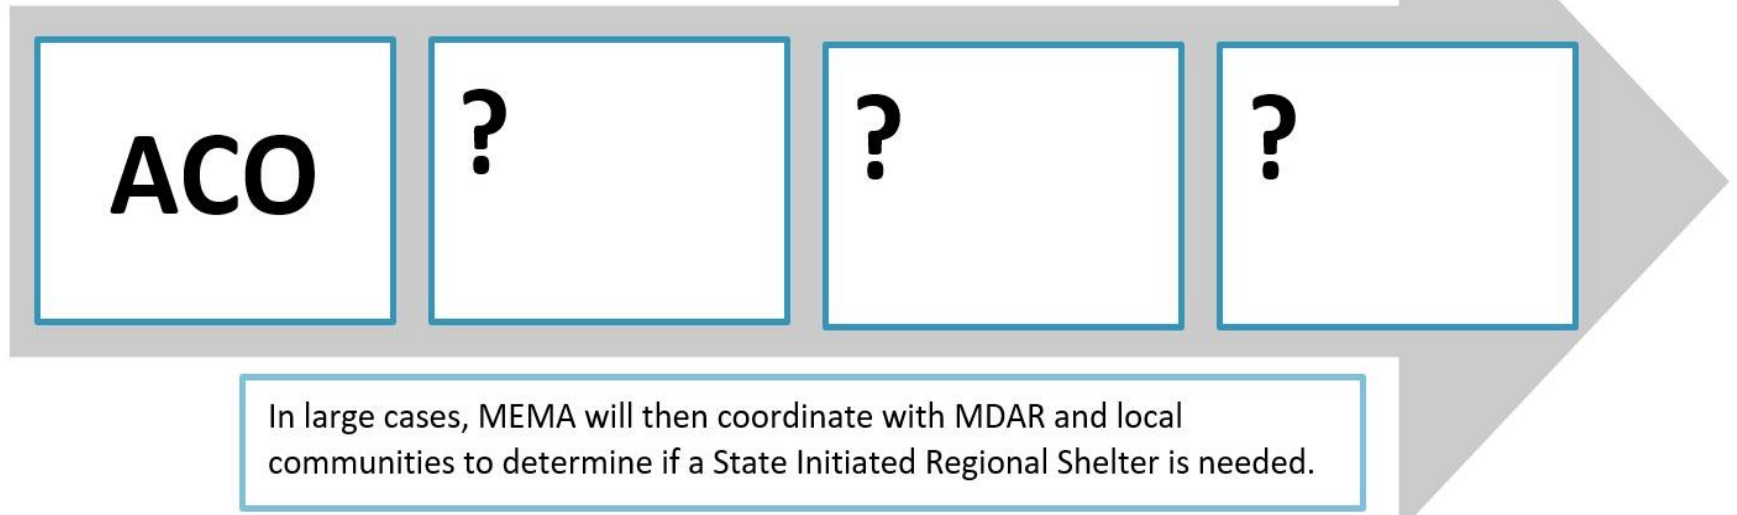 ACO
?
?
?
In large cases, MEMA will then coordinate with MDAR and local
communities to determine if a State Initiated Regional Shelter is needed.